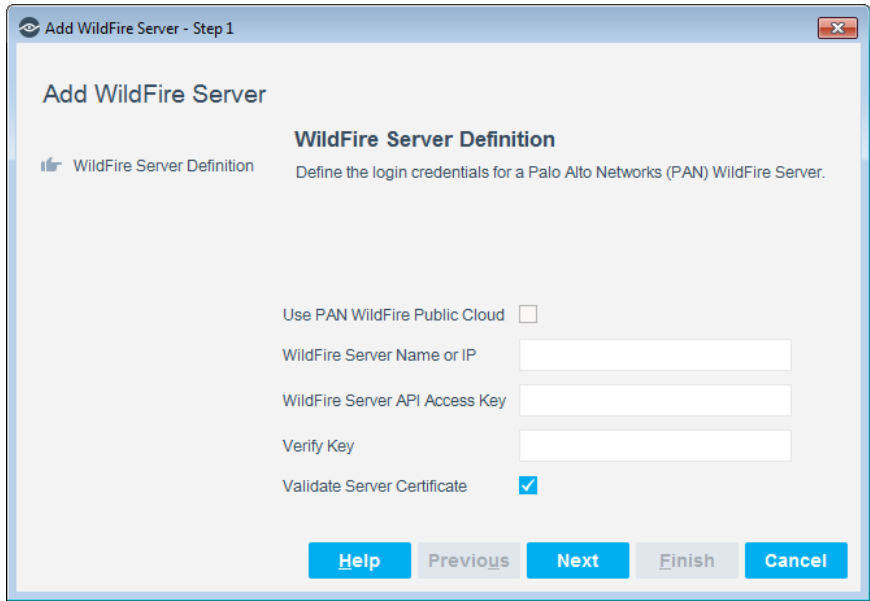 Add WildFire Server - Step 1
Add WildFire Server
WildFire Server Definition
WildFire Server Definition
Define the login credentials for a Palo Alto Networks (PAN) WildFire Server.
Use PAN WildFire Public Cloud
WildFire Server Name or IP
WildFire Server API Access Key
Verify Key
Validate Server Certificate
Help Previous Next Finish Cancel